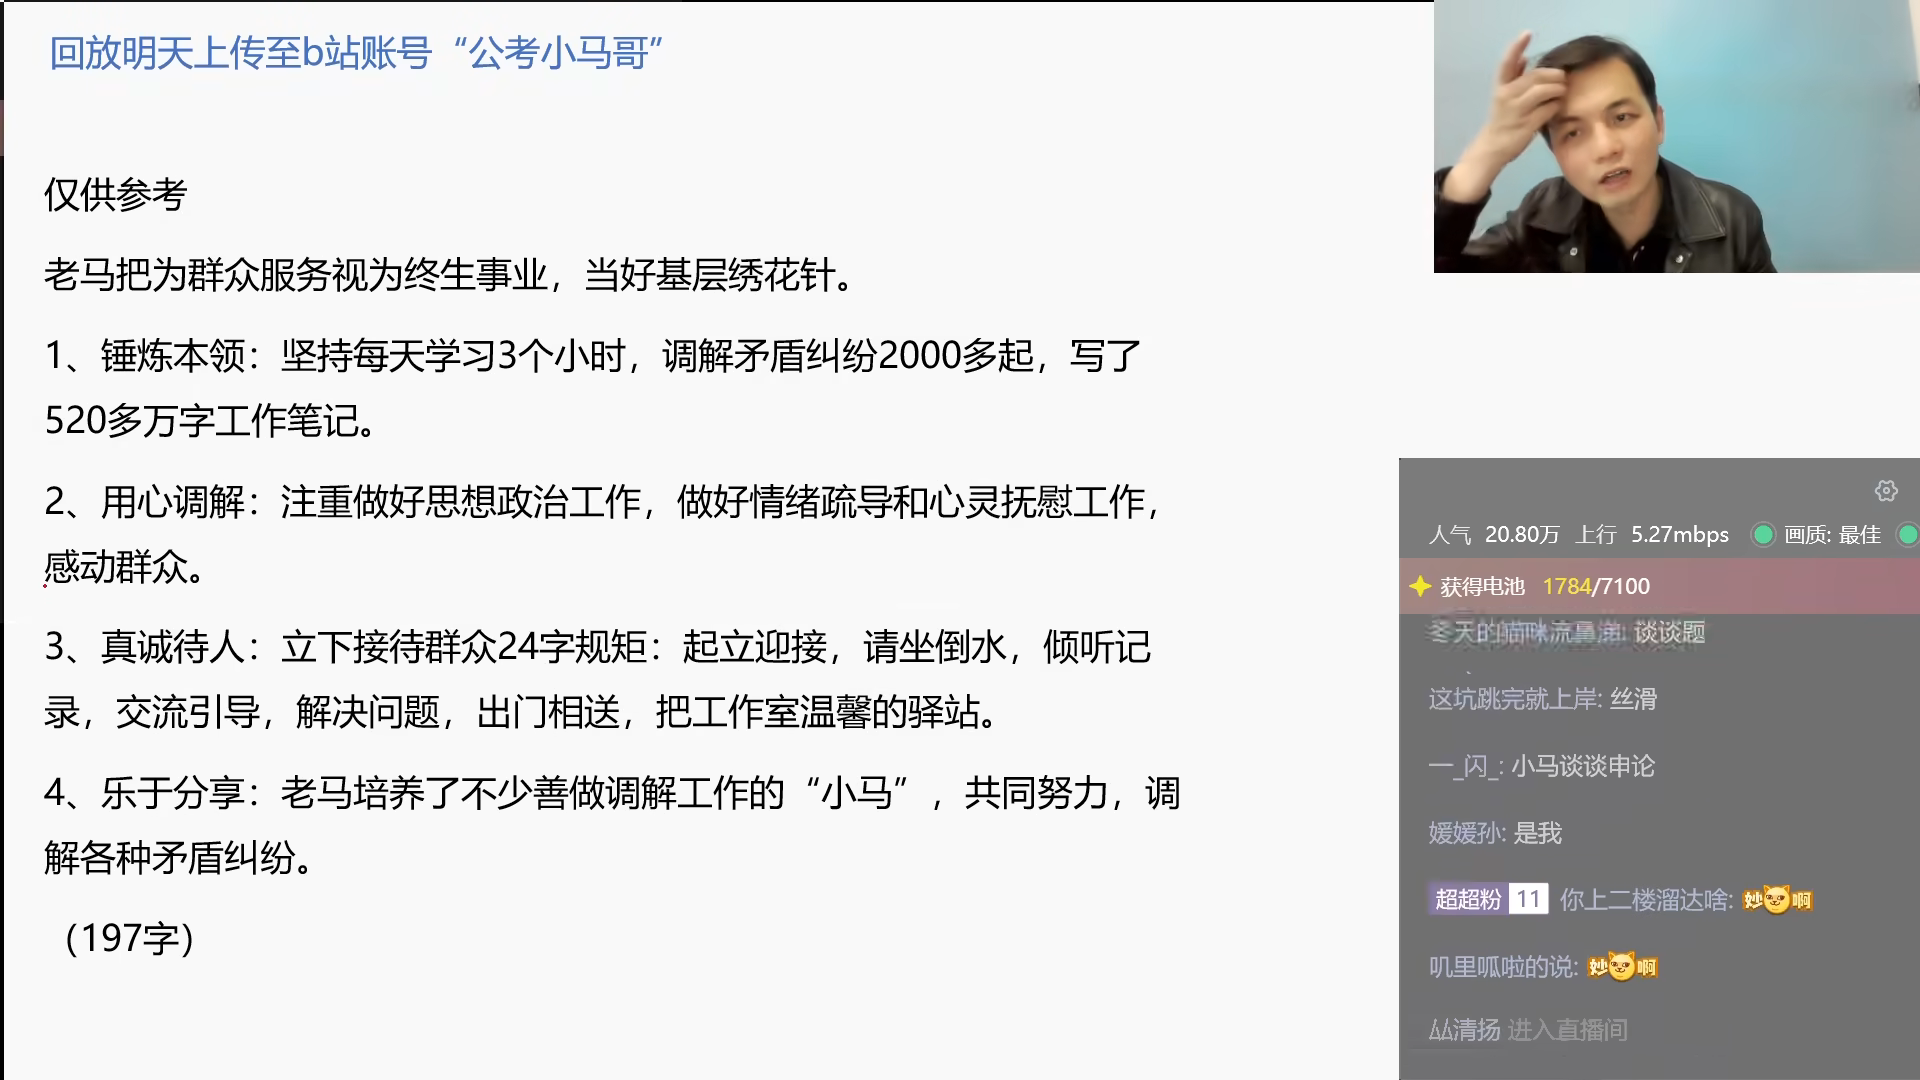 回放明天上传至b站账号“公考小马哥”
仅供参考
老马把为群众服务视为终生事业，当好基层绣花针。
1、锤炼本领：坚持每天学习3个小时，调解矛盾纠纷2000多起，写了
520多万字工作笔记。
2、用心调解：注重做好思想政治工作，做好情绪疏导和心灵抚慰工作，
感动群众。
3、真诚待人：立下接待群众24字规矩：起立迎接，请坐倒水，倾听记
录，交流引导，解决问题，出门相送，把工作室温馨的驿站。
4、乐于分享：老马培养了不少善做调解工作的“小马”，共同努力，调
解各种矛盾纠纷。
（197字）
人气 20.80万 上行 5.27mbps 画质: 最佳
获得电池 1784/7100
冬天的猫咪流鼻涕: 谈谈题
这坑跳完就上岸: 丝滑
一_闪_: 小马谈谈申论
媛媛孙: 是我
超超粉 11 你上二楼溜达啥: 妙啊
叽里呱啦的说: 妙啊
丛清扬 进入直播间